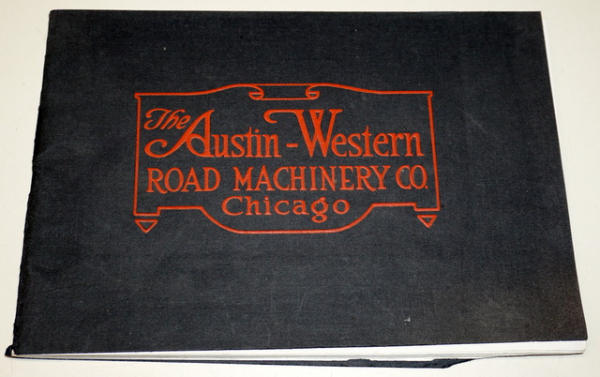 The Austin-Western
ROAD MACHINERY CO.
Chicago